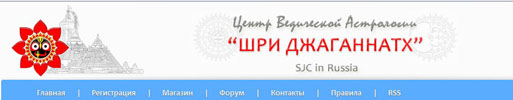 Центр Ведической Астрологии
“ШРИ ДЖАГАННАТХ”
SJC in Russia
Главная | Регистрация | Магазин | Форум | Контакты | Правила | RSS